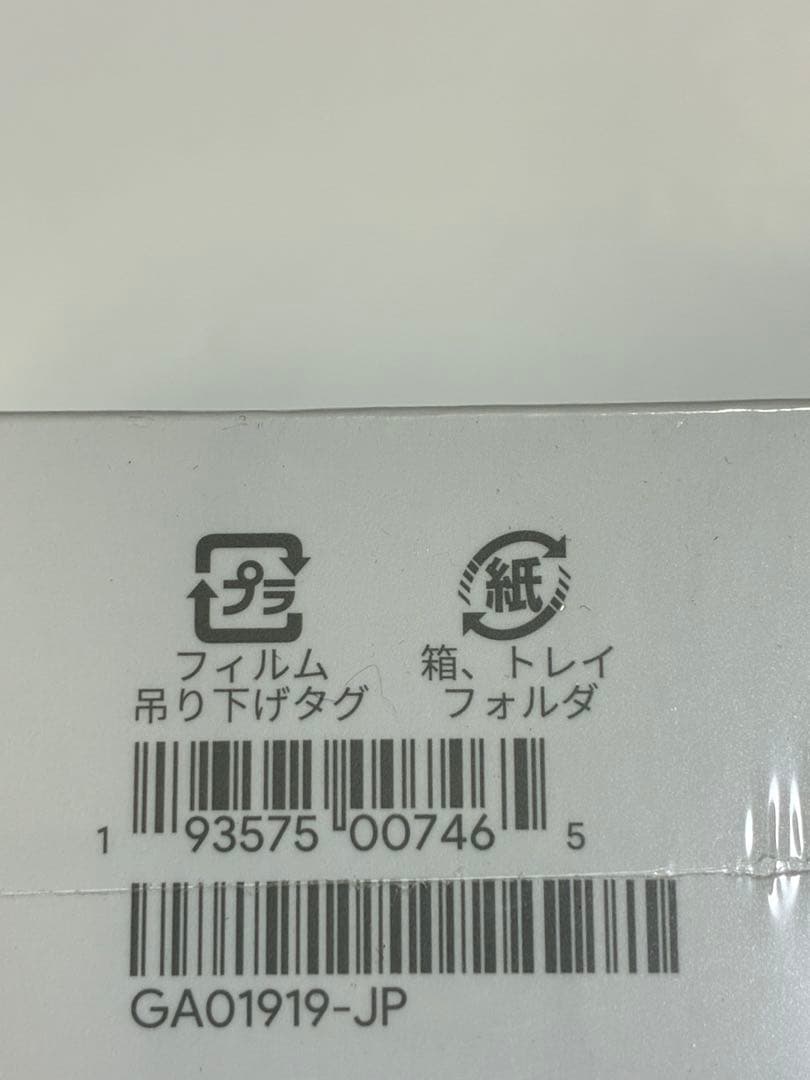 プラ
紙
フィルム
吊り下げタグ
箱、トレイ
フォルダ
1 93575 00746 5
GA01919-JP